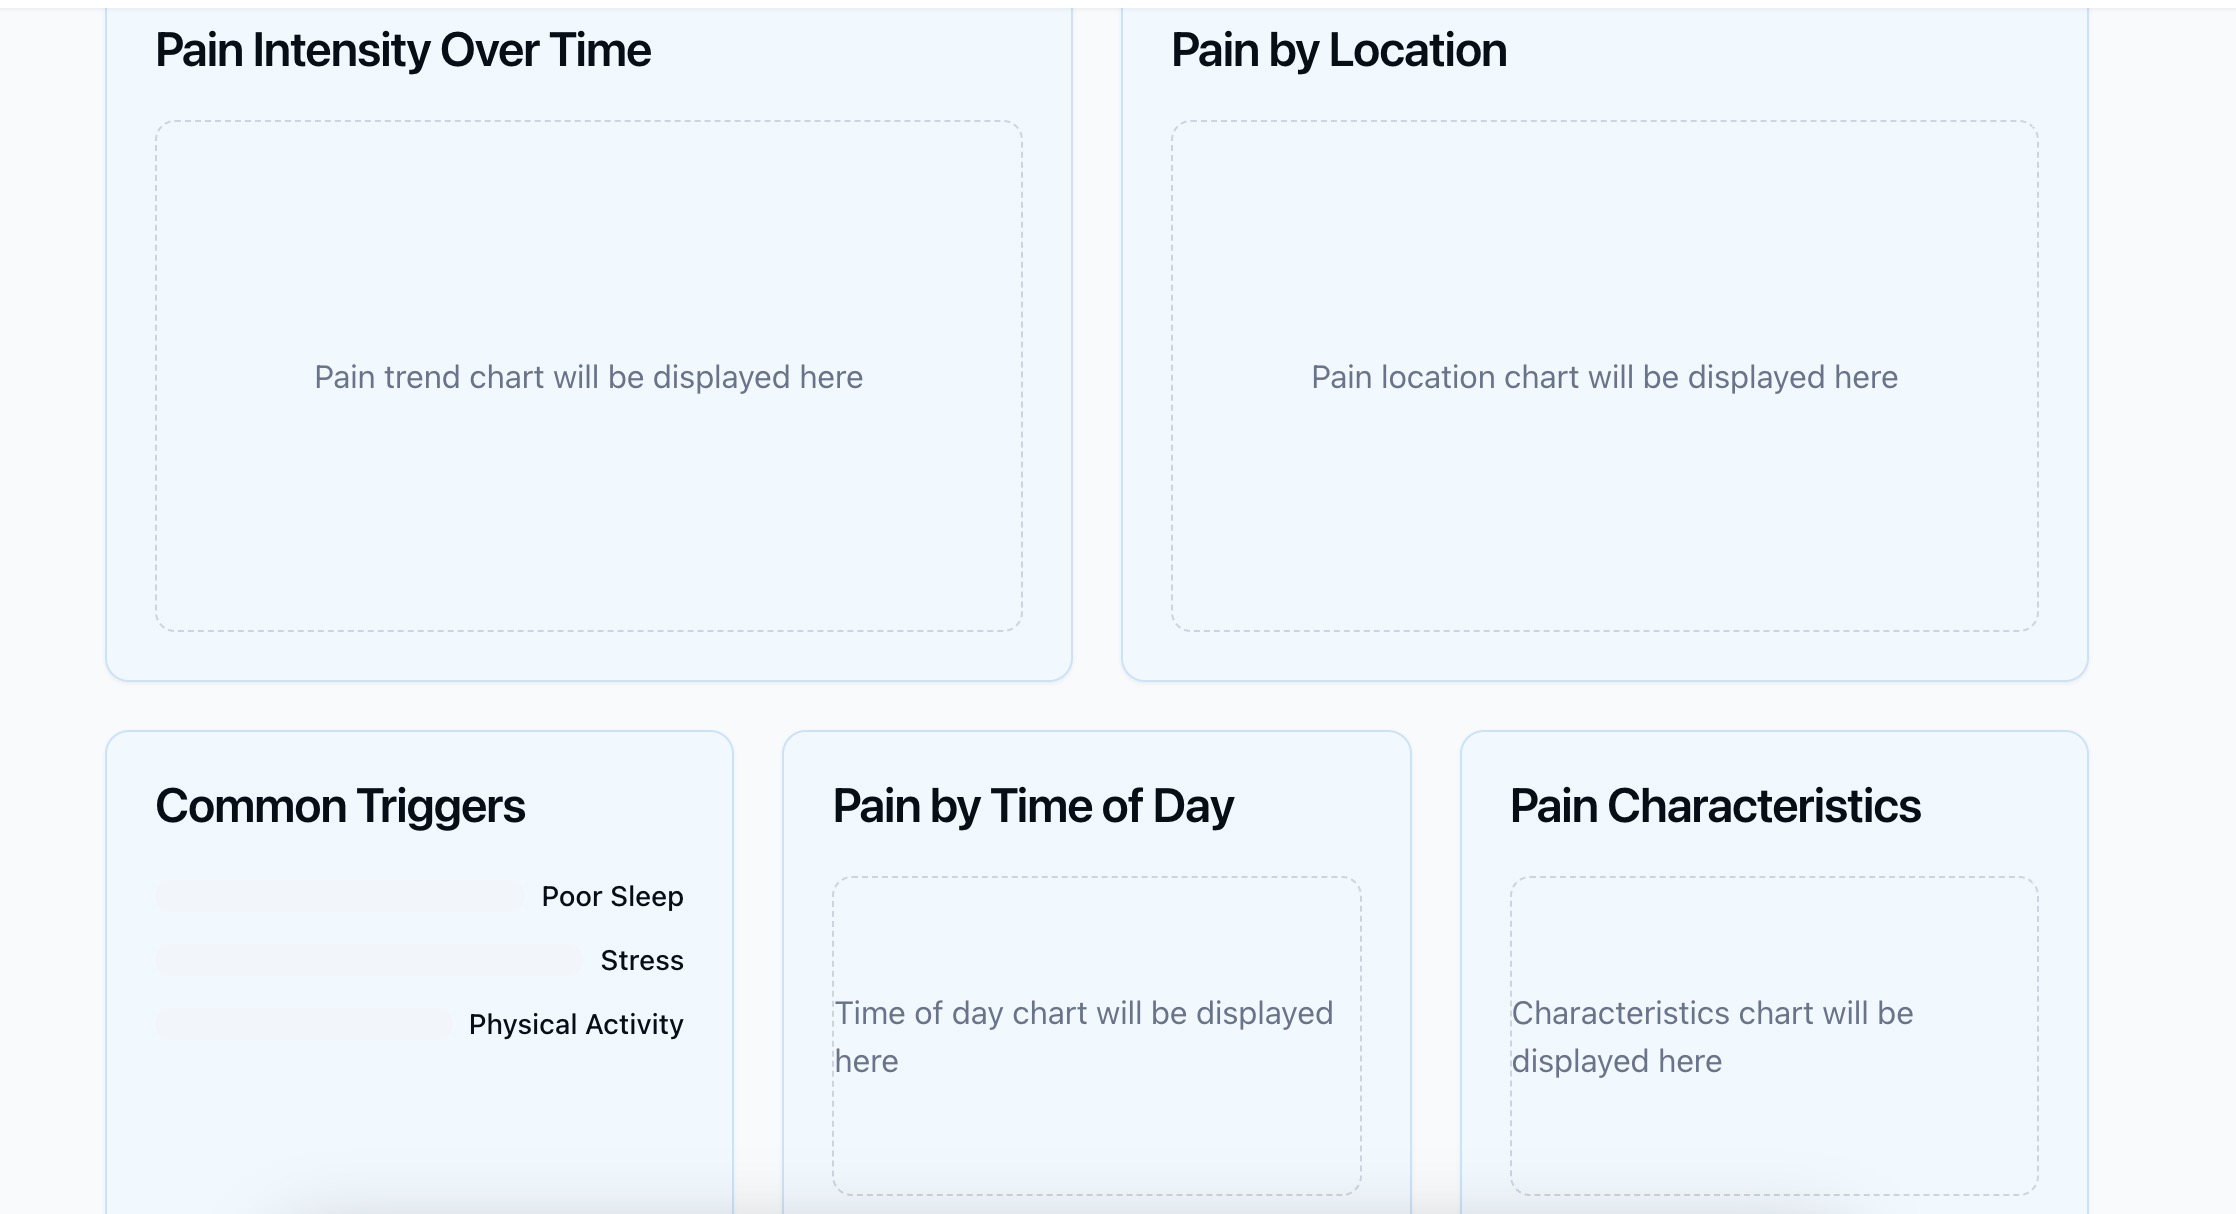 Pain Intensity Over Time
Pain by Location
Pain trend chart will be displayed here
Pain location chart will be displayed here
Common Triggers
Poor Sleep
Stress
Physical Activity
Pain by Time of Day
Time of day chart will be displayed
here
Pain Characteristics
Characteristics chart will be
displayed here